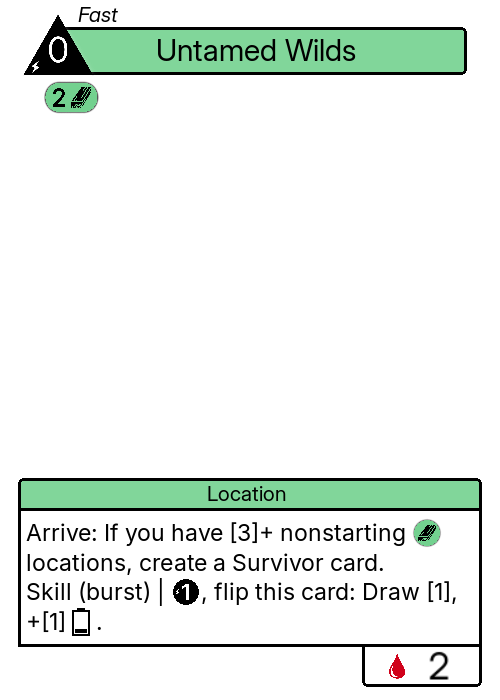 Fast
0
Untamed Wilds
2
Location
Arrive: If you have [3]+ nonstarting
locations, create a Survivor card.
Skill (burst) | 1, flip this card: Draw [1],
+[1] .
2